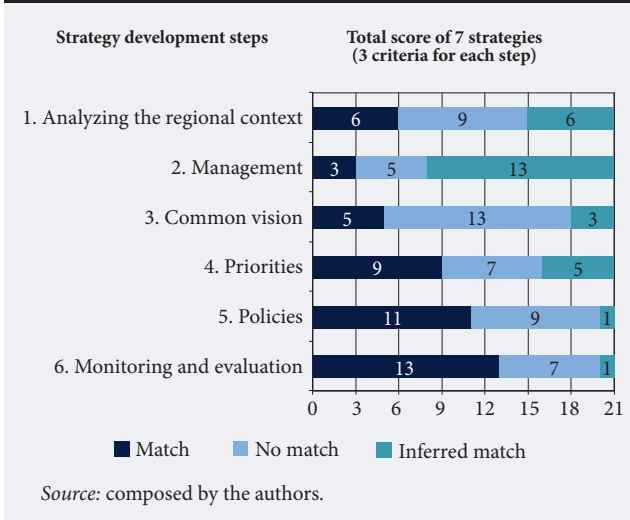 Strategy development steps
Total score of 7 strategies
(3 criteria for each step)
1. Analyzing the regional context
6 9 6
2. Management
3 5 13
3. Common vision
5 13 3
4. Priorities
9 7 5
5. Policies
11 9 1
6. Monitoring and evaluation
13 7 1
0 3 6 9 12 15 18 21
Match No match Inferred match
Source: composed by the authors.